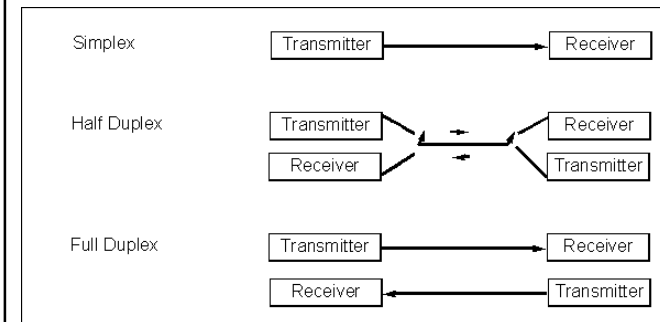 Simplex Transmitter Receiver
Half Duplex Transmitter Receiver
Receiver Transmitter
Full Duplex Transmitter Receiver
Receiver Transmitter